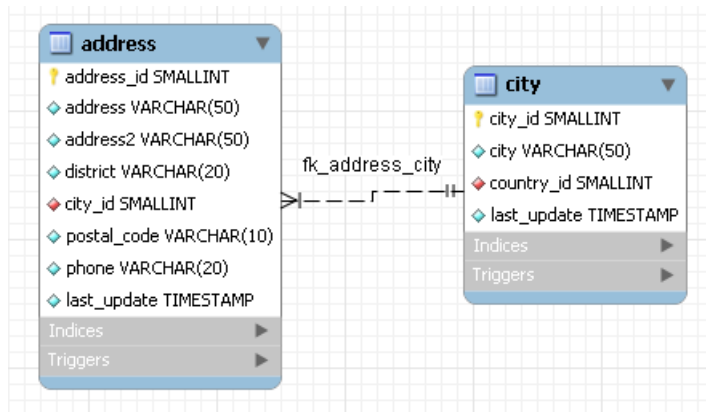 address
address_id SMALLINT
address VARCHAR(50)
address2 VARCHAR(50)
district VARCHAR(20)
city_id SMALLINT
postal_code VARCHAR(10)
phone VARCHAR(20)
last_update TIMESTAMP
Indices
Triggers
fk_address_city
city
city_id SMALLINT
city VARCHAR(50)
country_id SMALLINT
last_update TIMESTAMP
Indices
Triggers